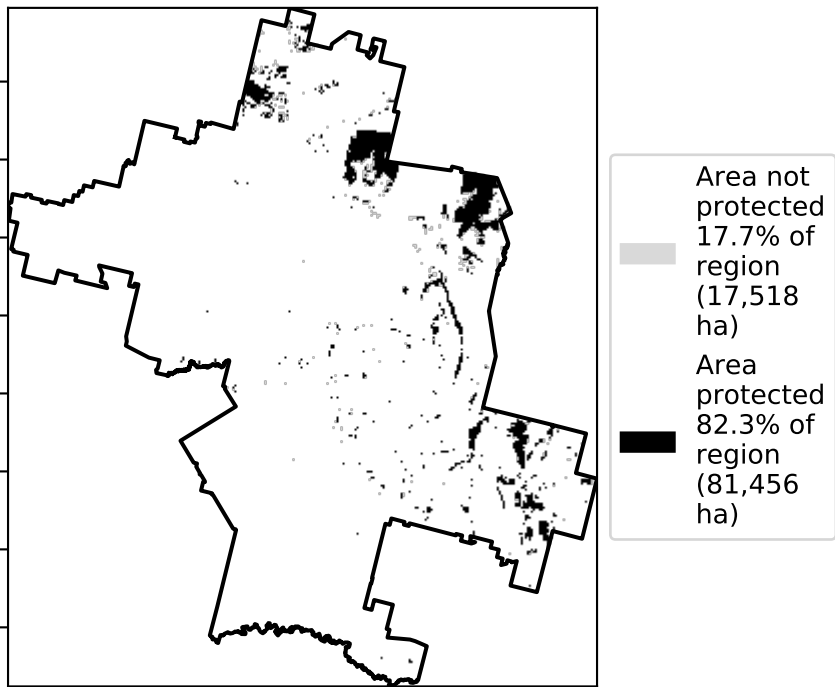 Area not
protected
17.7% of
region
(17,518
ha)
Area
protected
82.3% of
region
(81,456
ha)